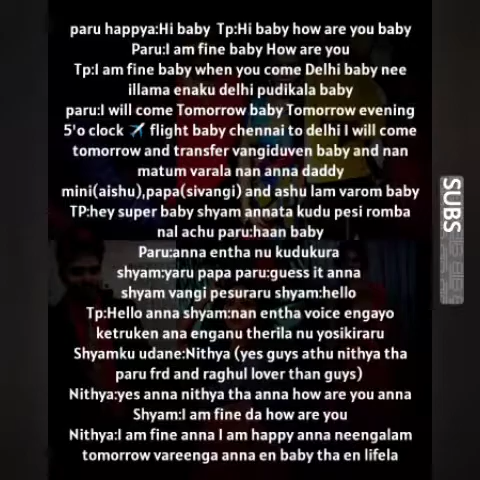 paru happya:Hi baby  Tp:Hi baby how are you baby
Paru:I am fine baby How are you
Tp:I am fine baby when you come Delhi baby nee
illama enaku delhi pudikala baby
paru:I will come Tomorrow baby Tomorrow evening
5'o clock ✈️ flight baby chennai to delhi I will come
tomorrow and transfer vangiduven baby and nan
matum varala nan anna daddy
mini(aishu),papa(sivangi) and ashu lam varom baby
TP:hey super baby shyam annata kudu pesi romba
nal achu paru:haan baby
Paru:anna entha nu kudukura
shyam:yaru papa paru:guess it anna
shyam vangi pesuraru shyam:hello
Tp:Hello anna shyam:nan entha voice engayo
ketruken ana enganu therila nu yosikiraru
Shyamku udane:Nithya (yes guys athu nithya tha
paru frd and raghul lover than guys)
Nithya:yes anna nithya tha anna how are you anna
Shyam:I am fine da how are you
Nithya:I am fine anna I am happy anna neengalam
tomorrow vareenga anna en baby tha en lifela
SUBS